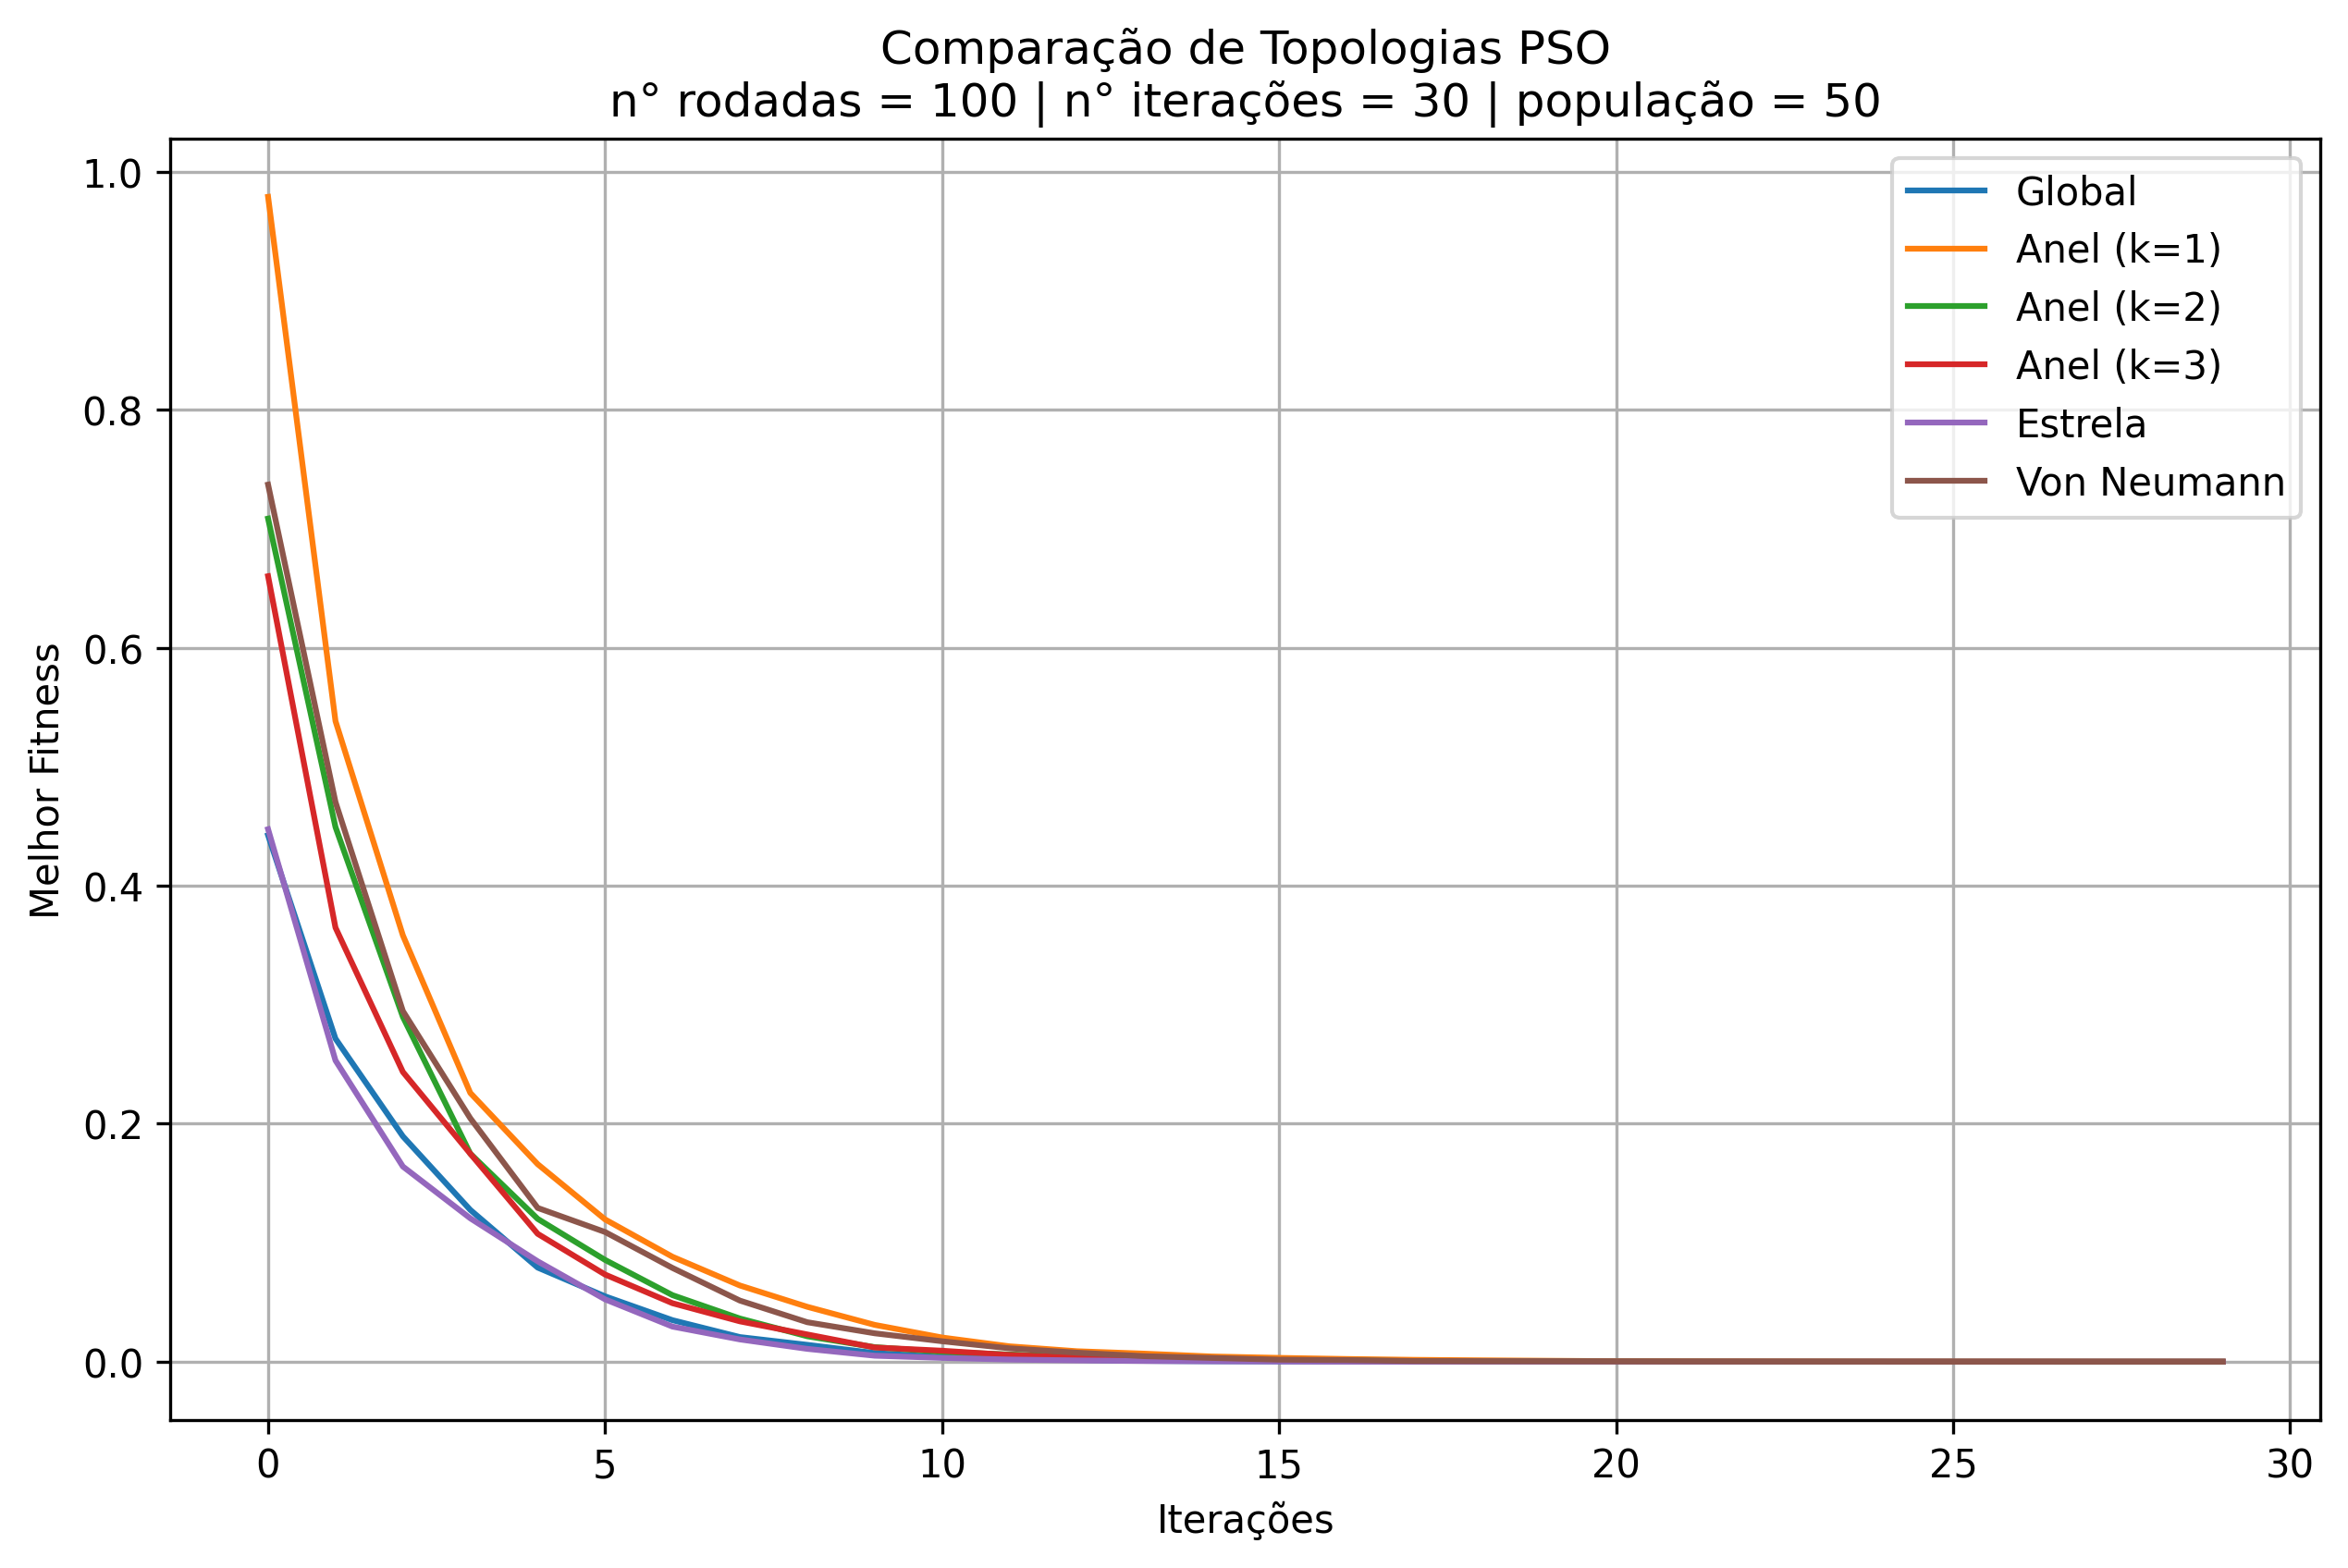 Comparação de Topologias PSO
n° rodadas = 100 | n° iterações = 30 | população = 50
Melhor Fitness
1.0
0.8
0.6
0.4
0.2
0.0
Global
Anel (k=1)
Anel (k=2)
Anel (k=3)
Estrela
Von Neumann
0 5 10 15 20 25 30
Iterações